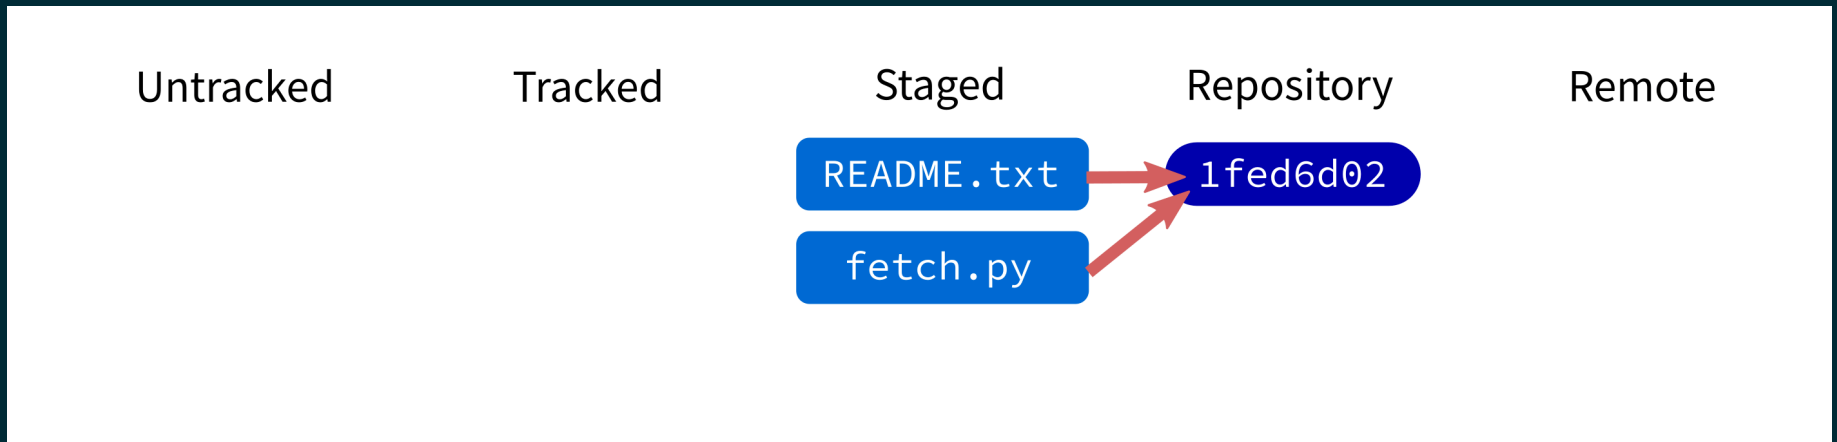 Untracked Tracked Staged Repository Remote
README.txt 1fed6d02
fetch.py